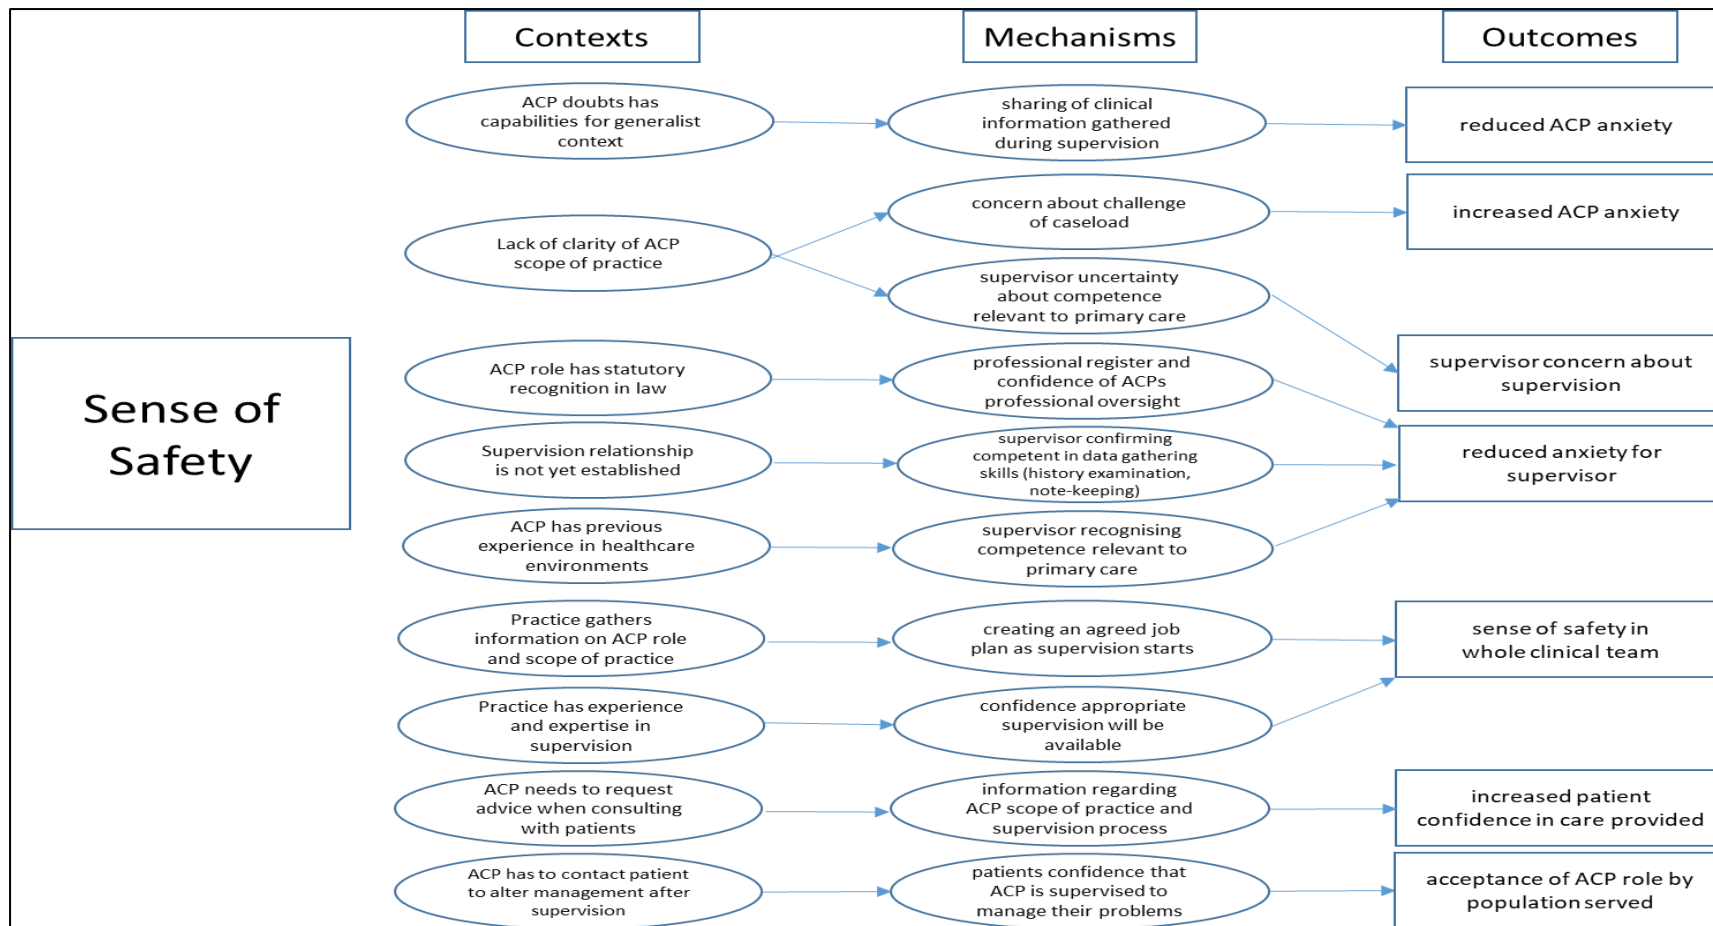 Contexts
Mechanisms
Outcomes
ACP doubts has
capabilities for generalist
context
sharing of clinical
information gathered
during supervision
reduced ACP anxiety
Lack of clarity of ACP
scope of practice
concern about challenge
of caseload
increased ACP anxiety
supervisor uncertainty
about competence
relevant to primary care
supervisor concern about
supervision
Sense of
Safety
ACP role has statutory
recognition in law
professional register and
confidence of ACPs
professional oversight
Supervision relationship
is not yet established
supervisor confirming
competent in data gathering
skills (history examination,
note-keeping)
reduced anxiety for
supervisor
ACP has previous
experience in healthcare
environments
supervisor recognising
competence relevant to
primary care
Practice gathers
information on ACP role
and scope of practice
creating an agreed job
plan as supervision starts
sense of safety in
whole clinical team
Practice has experience
and expertise in
supervision
confidence appropriate
supervision will be
available
ACP needs to request
advice when consulting
with patients
information regarding
ACP scope of practice and
supervision process
increased patient
confidence in care provided
ACP has to contact patient
to alter management after
supervision
patients confidence that
ACP is supervised to
manage their problems
acceptance of ACP role by
population served